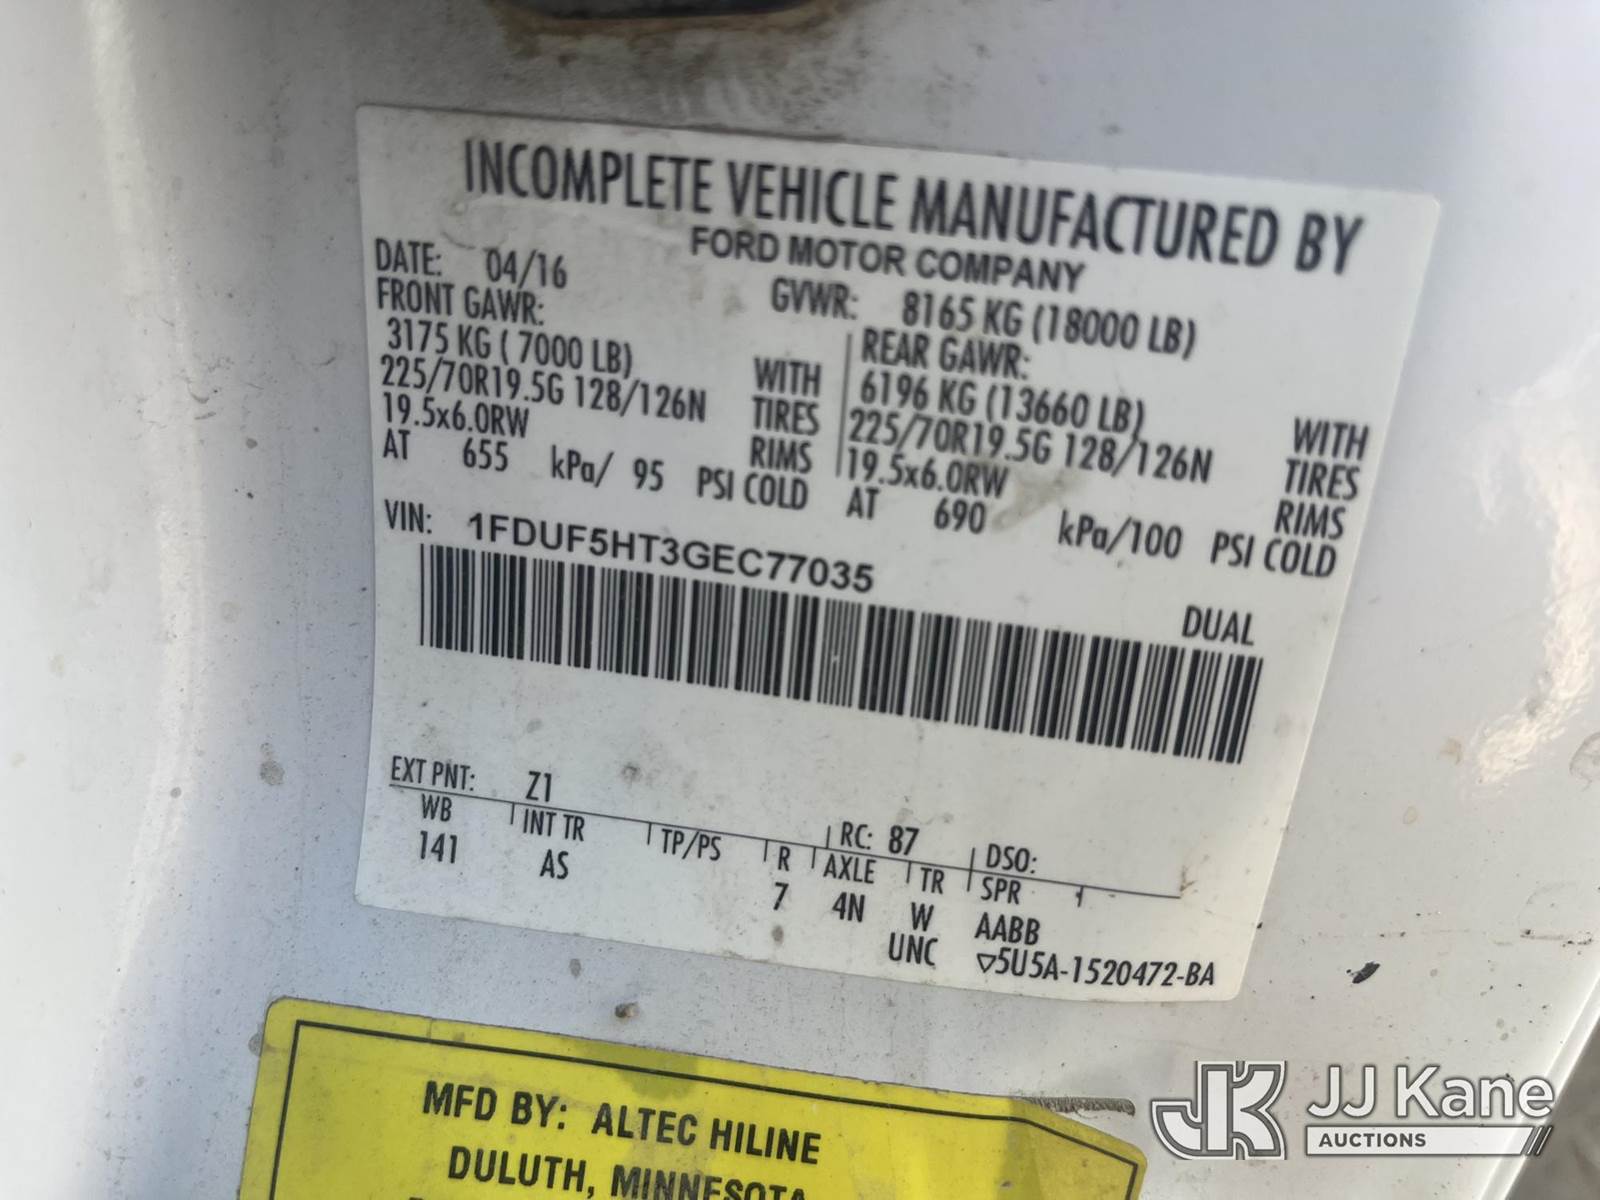 INCOMPLETE VEHICLE MANUFACTURED BY
FORD MOTOR COMPANY
DATE: 04/16 GVWR: 8165 KG (18000 LB)
FRONT GAWR: REAR GAWR:
3175 KG ( 7000 LB) WITH 6196 KG (13660 LB) WITH
225/70R19.5G 128/126N TIRES 225/70R19.5G 128/126N TIRES
19.5x6.0RW RIMS 19.5x6.0RW RIMS
AT 655 kPa/ 95 PSI COLD AT 690 kPa/100 PSI COLD
VIN: 1FDUF5HT3GEC77035
DUAL
EXT PNT: Z1 RC: 87 DSO:
WB INT TR TP/PS R AXLE TR SPR
141 AS 7 4N W AABB
UNC ▽5U5A-1520472-BA
MFD BY: ALTEC HILINE
DULUTH, MINNESOTA
JK JJ Kane
AUCTIONS